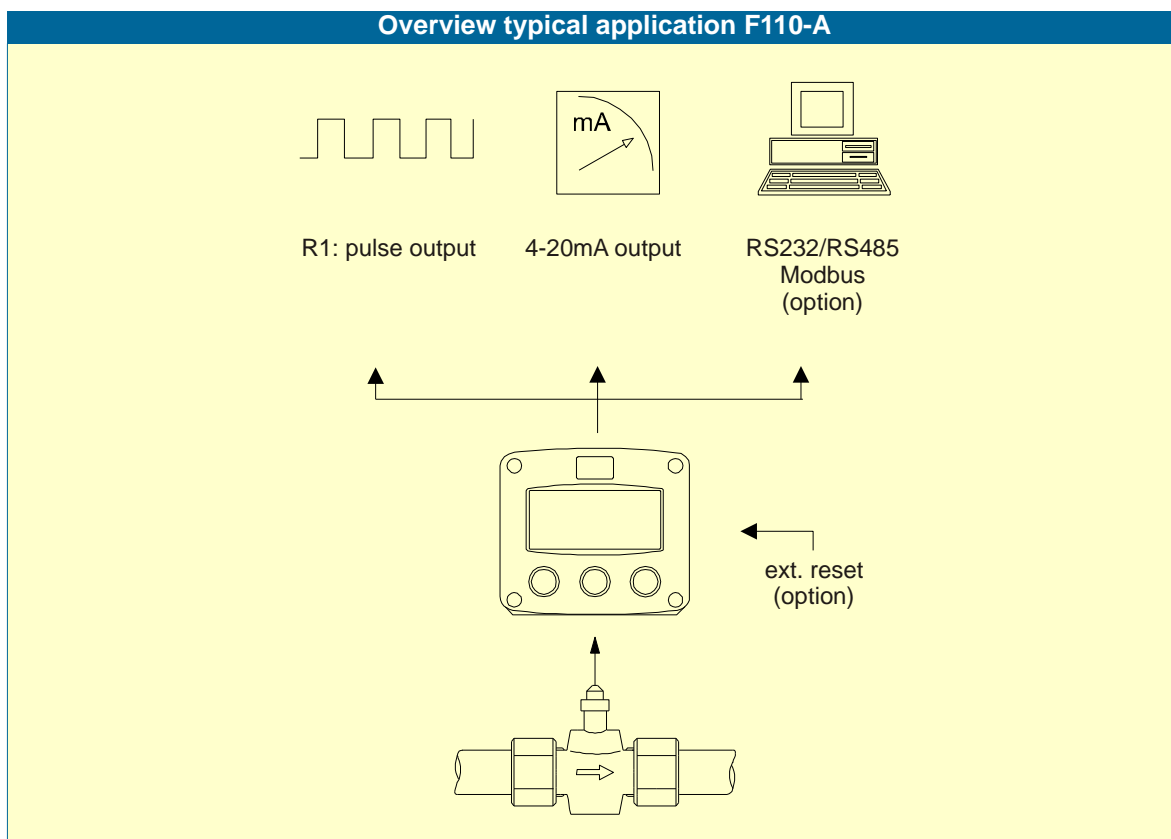 Overview typical application F110-A
mA
R1: pulse output
4-20mA output
RS232/RS485
Modbus
(option)
ext. reset
(option)